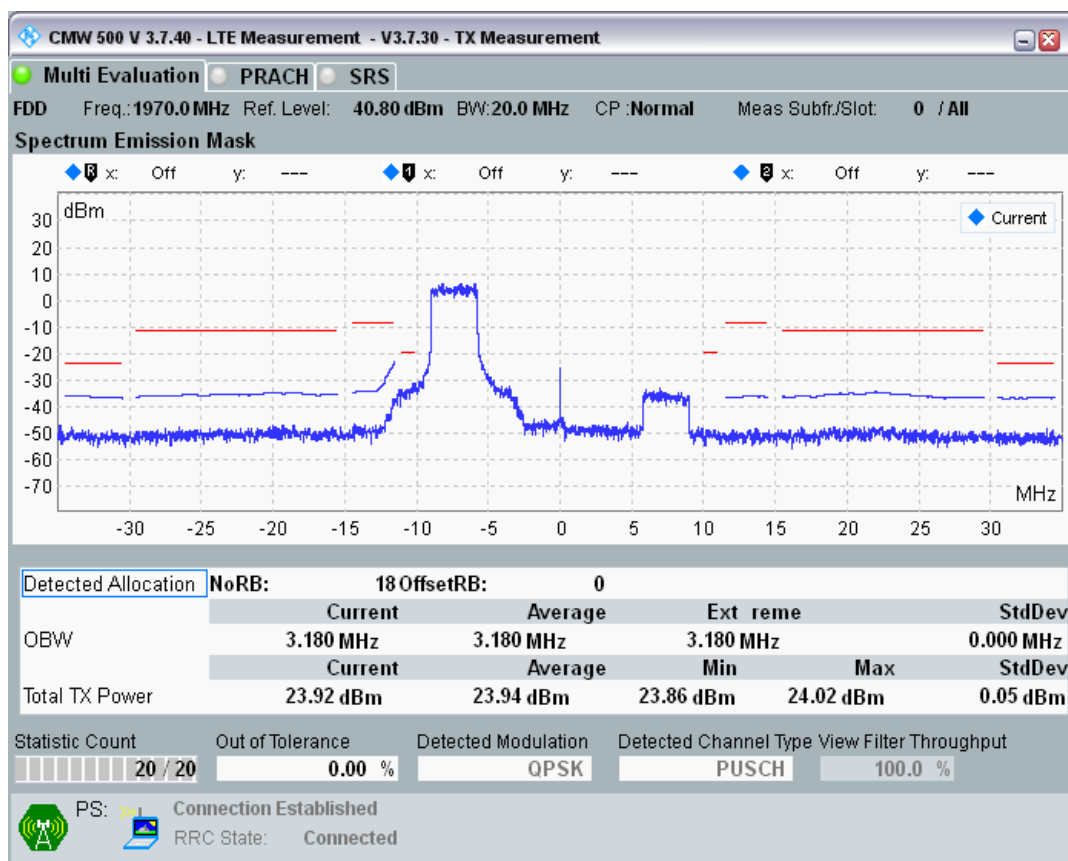 CMW 500 V 3.7.40 - LTE Measurement - V3.7.30 - TX Measurement
Multi Evaluation PRACH SRS
FDD Freq.: 1970.0 MHz Ref. Level: 40.80 dBm BW: 20.0 MHz CP : Normal Meas Subfr./Slot: 0 / All
Spectrum Emission Mask
R x: Off y: --- 1 x: Off y: --- 2 x: Off y: ---
dBm
Current
30
20
10
0
-10
-20
-30
-40
-50
-60
-70
MHz
-30 -25 -20 -15 -10 -5 0 5 10 15 20 25 30
Detected Allocation NoRB: 18 OffsetRB: 0
Current Average Ext reme StdDev
OBW 3.180 MHz 3.180 MHz 3.180 MHz 0.000 MHz
Current Average Min Max StdDev
Total TX Power 23.92 dBm 23.94 dBm 23.86 dBm 24.02 dBm 0.05 dBm
Statistic Count Out of Tolerance Detected Modulation Detected Channel Type View Filter Throughput
20 / 20 0.00 % QPSK PUSCH 100.0 %
PS: Connection Established
RRC State: Connected